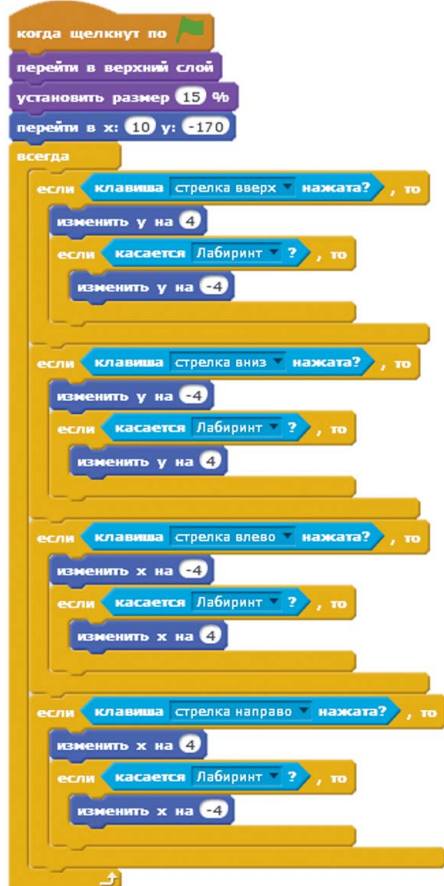 когда щелкнут по
перейти в верхний слой
установить размер 15 %
перейти в x: 10 y: -170
всегда
если клавиша стрелка вверх нажата? , то
изменить y на 4
если касается Лабиринт ? , то
изменить y на -4
если клавиша стрелка вниз нажата? , то
изменить y на -4
если касается Лабиринт ? , то
изменить y на 4
если клавиша стрелка влево нажата? , то
изменить x на -4
если касается Лабиринт ? , то
изменить x на 4
если клавиша стрелка направо нажата? , то
изменить x на 4
если касается Лабиринт ? , то
изменить x на -4